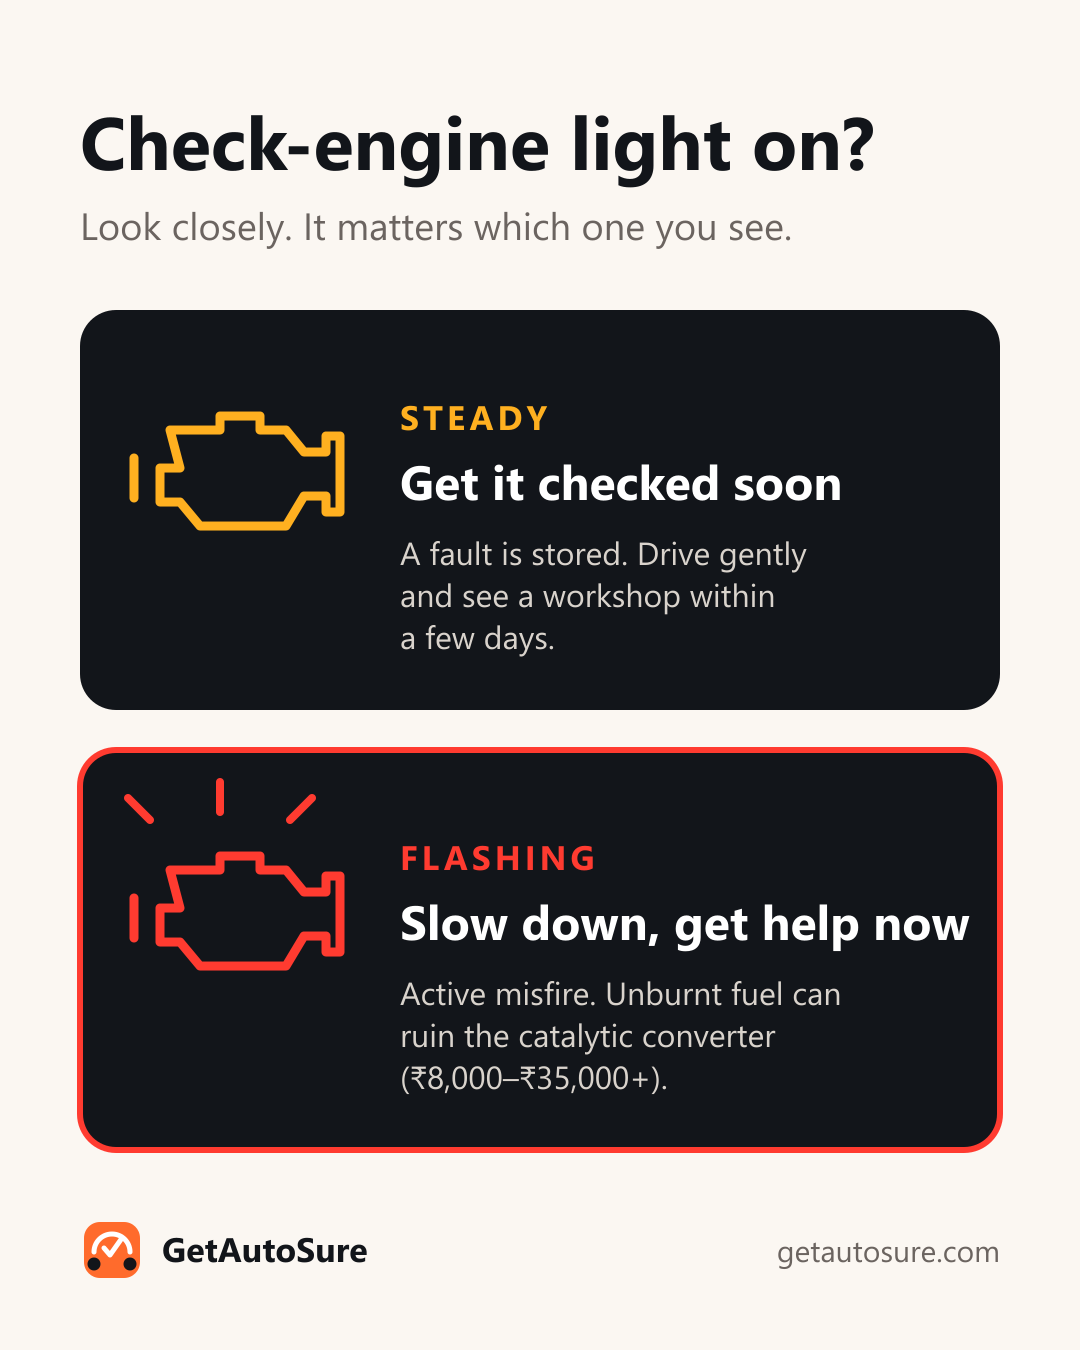 Check-engine light on?
Look closely. It matters which one you see.
STEADY
Get it checked soon
A fault is stored. Drive gently
and see a workshop within
a few days.
FLASHING
Slow down, get help now
Active misfire. Unburnt fuel can
ruin the catalytic converter
(₹8,000–₹35,000+).
GetAutoSure
getautosure.com